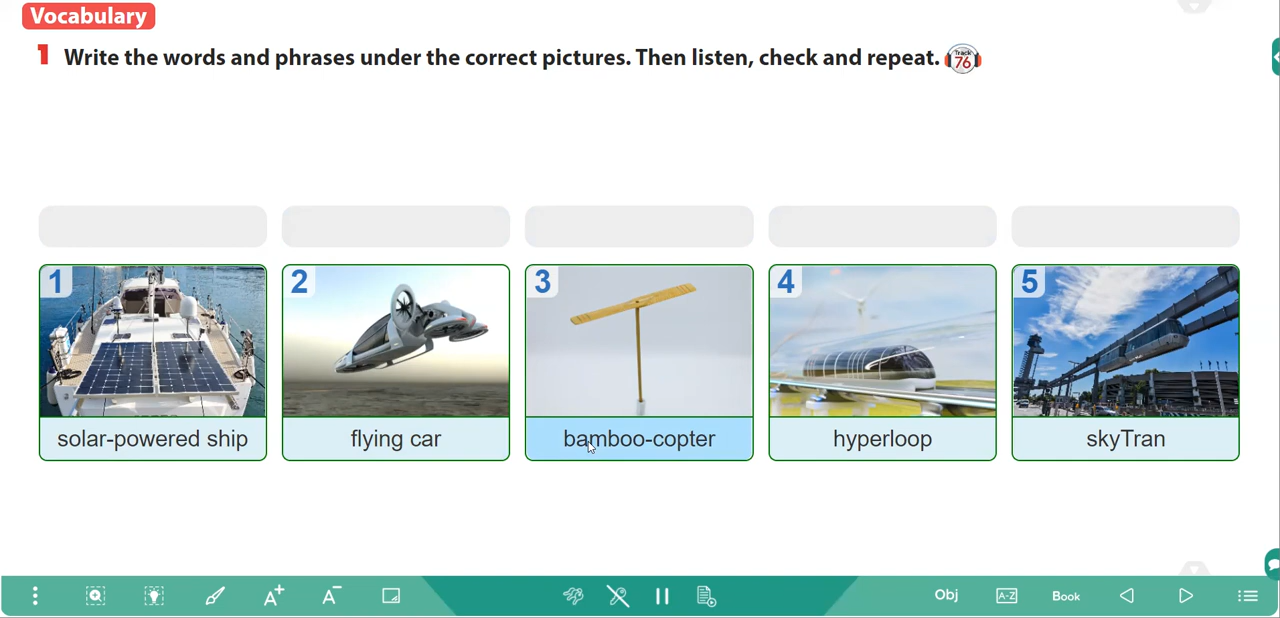 Vocabulary
1 Write the words and phrases under the correct pictures. Then listen, check and repeat. Track 76
1 2 3 4 5
solar-powered ship flying car bamboo-copter hyperloop skyTran
A+ A- Obj A-Z Book